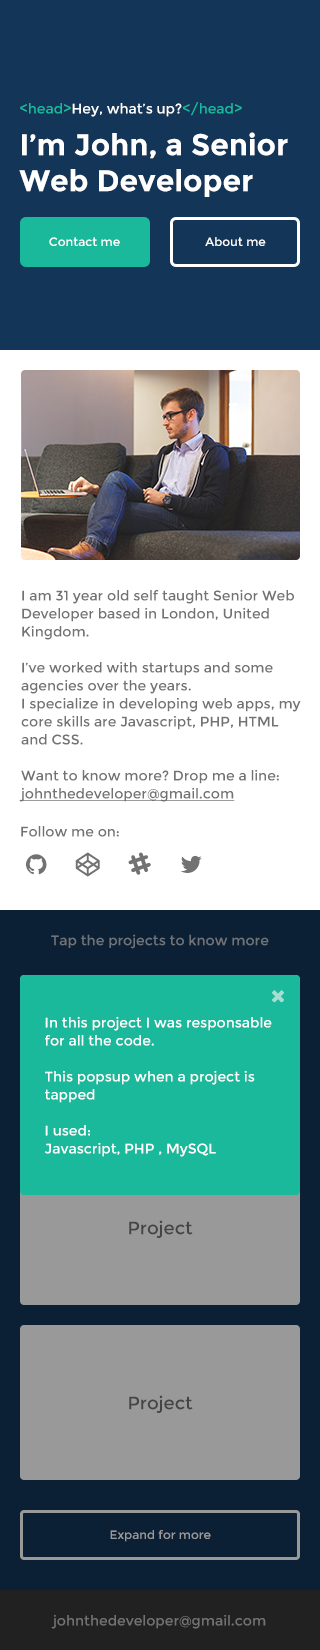 <head>Hey, what's up?</head>
I'm John, a Senior
Web Developer
Contact me
About me
I am 31 year old self taught Senior Web
Developer based in London, United
Kingdom.
I've worked with startups and some
agencies over the years.
I specialize in developing web apps, my
core skills are Javascript, PHP, HTML
and CSS.
Want to know more? Drop me a line:
johnthedeveloper@gmail.com
Follow me on:
Tap the projects to know more
In this project I was responsable
for all the code.
This popsup when a project is
tapped
I used:
Javascript, PHP , MySQL
Project
Project
Expand for more
johnthedeveloper@gmail.com